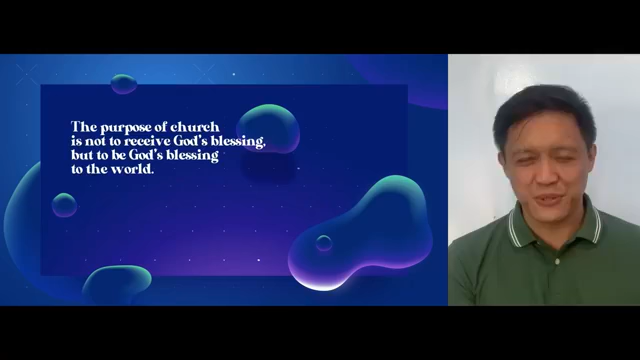 The purpose of church
is not to receive God's blessing,
but to be God's blessing
to the world.